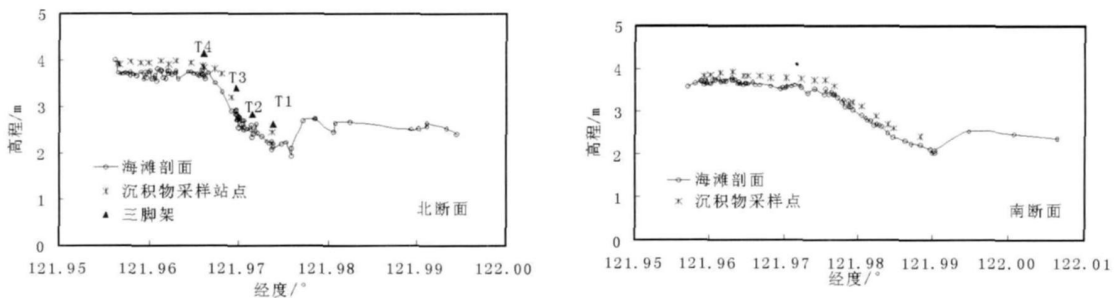 5
4
3
2
1
0
高程/m
T4
T3
T2
T1
海滩剖面
沉积物采样站点
三脚架
北断面
121.95
121.96
121.97
121.98
121.99
122.00
经度/°
5
4
3
2
1
0
高程/m
海滩剖面
沉积物采样点
南断面
121.95
121.96
121.97
121.98
121.99
122.00
122.01
经度/°